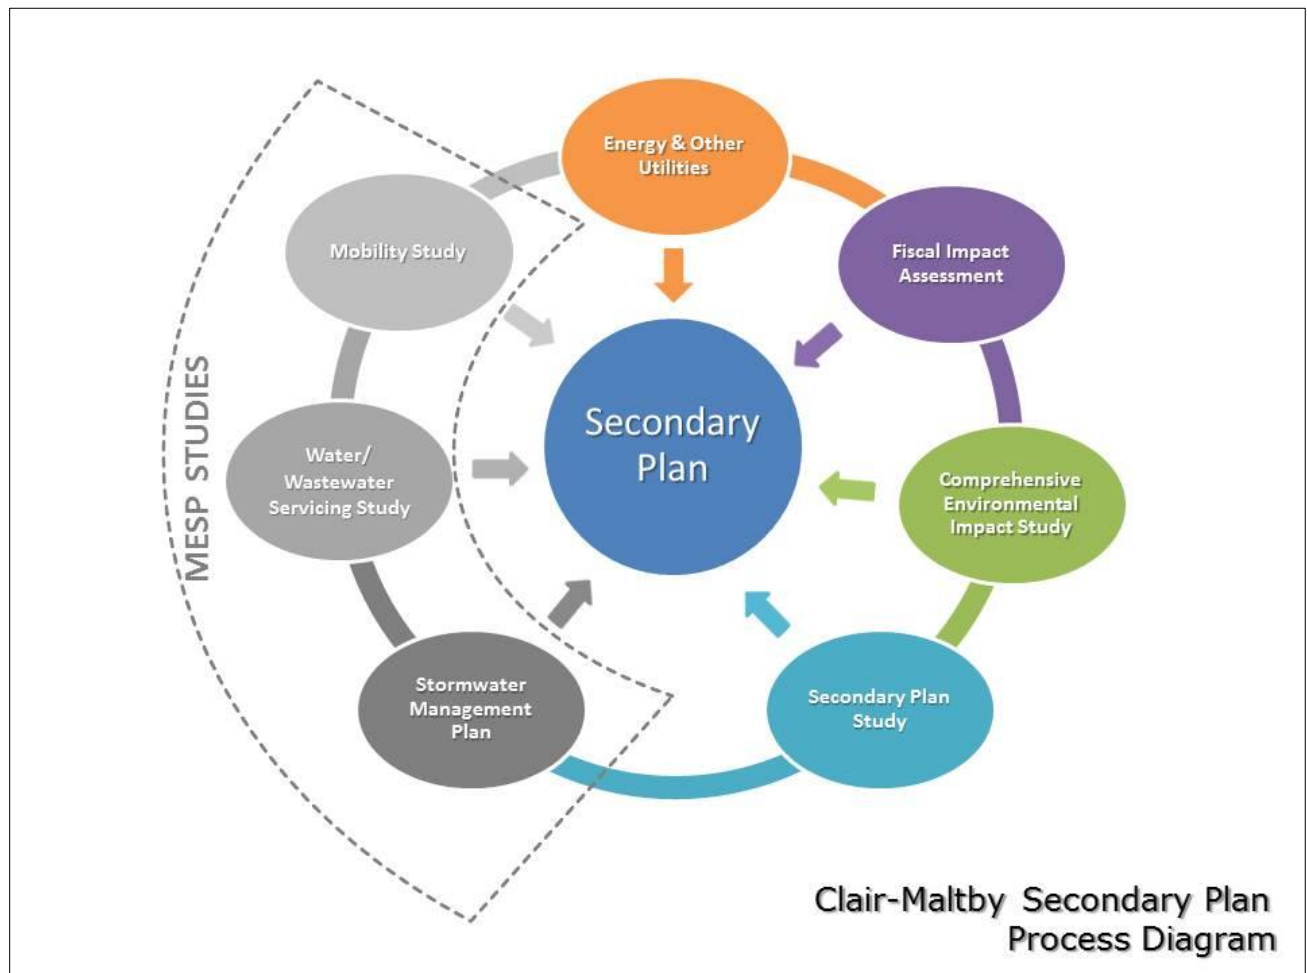 Energy & Other
Utilities
Fiscal Impact
Assessment
Comprehensive
Environmental
Impact Study
Secondary Plan
Study
Stormwater
Management
Plan
Water/
Wastewater
Servicing Study
Mobility Study
MESP STUDIES
Secondary
Plan
Clair-Maltby Secondary Plan
Process Diagram